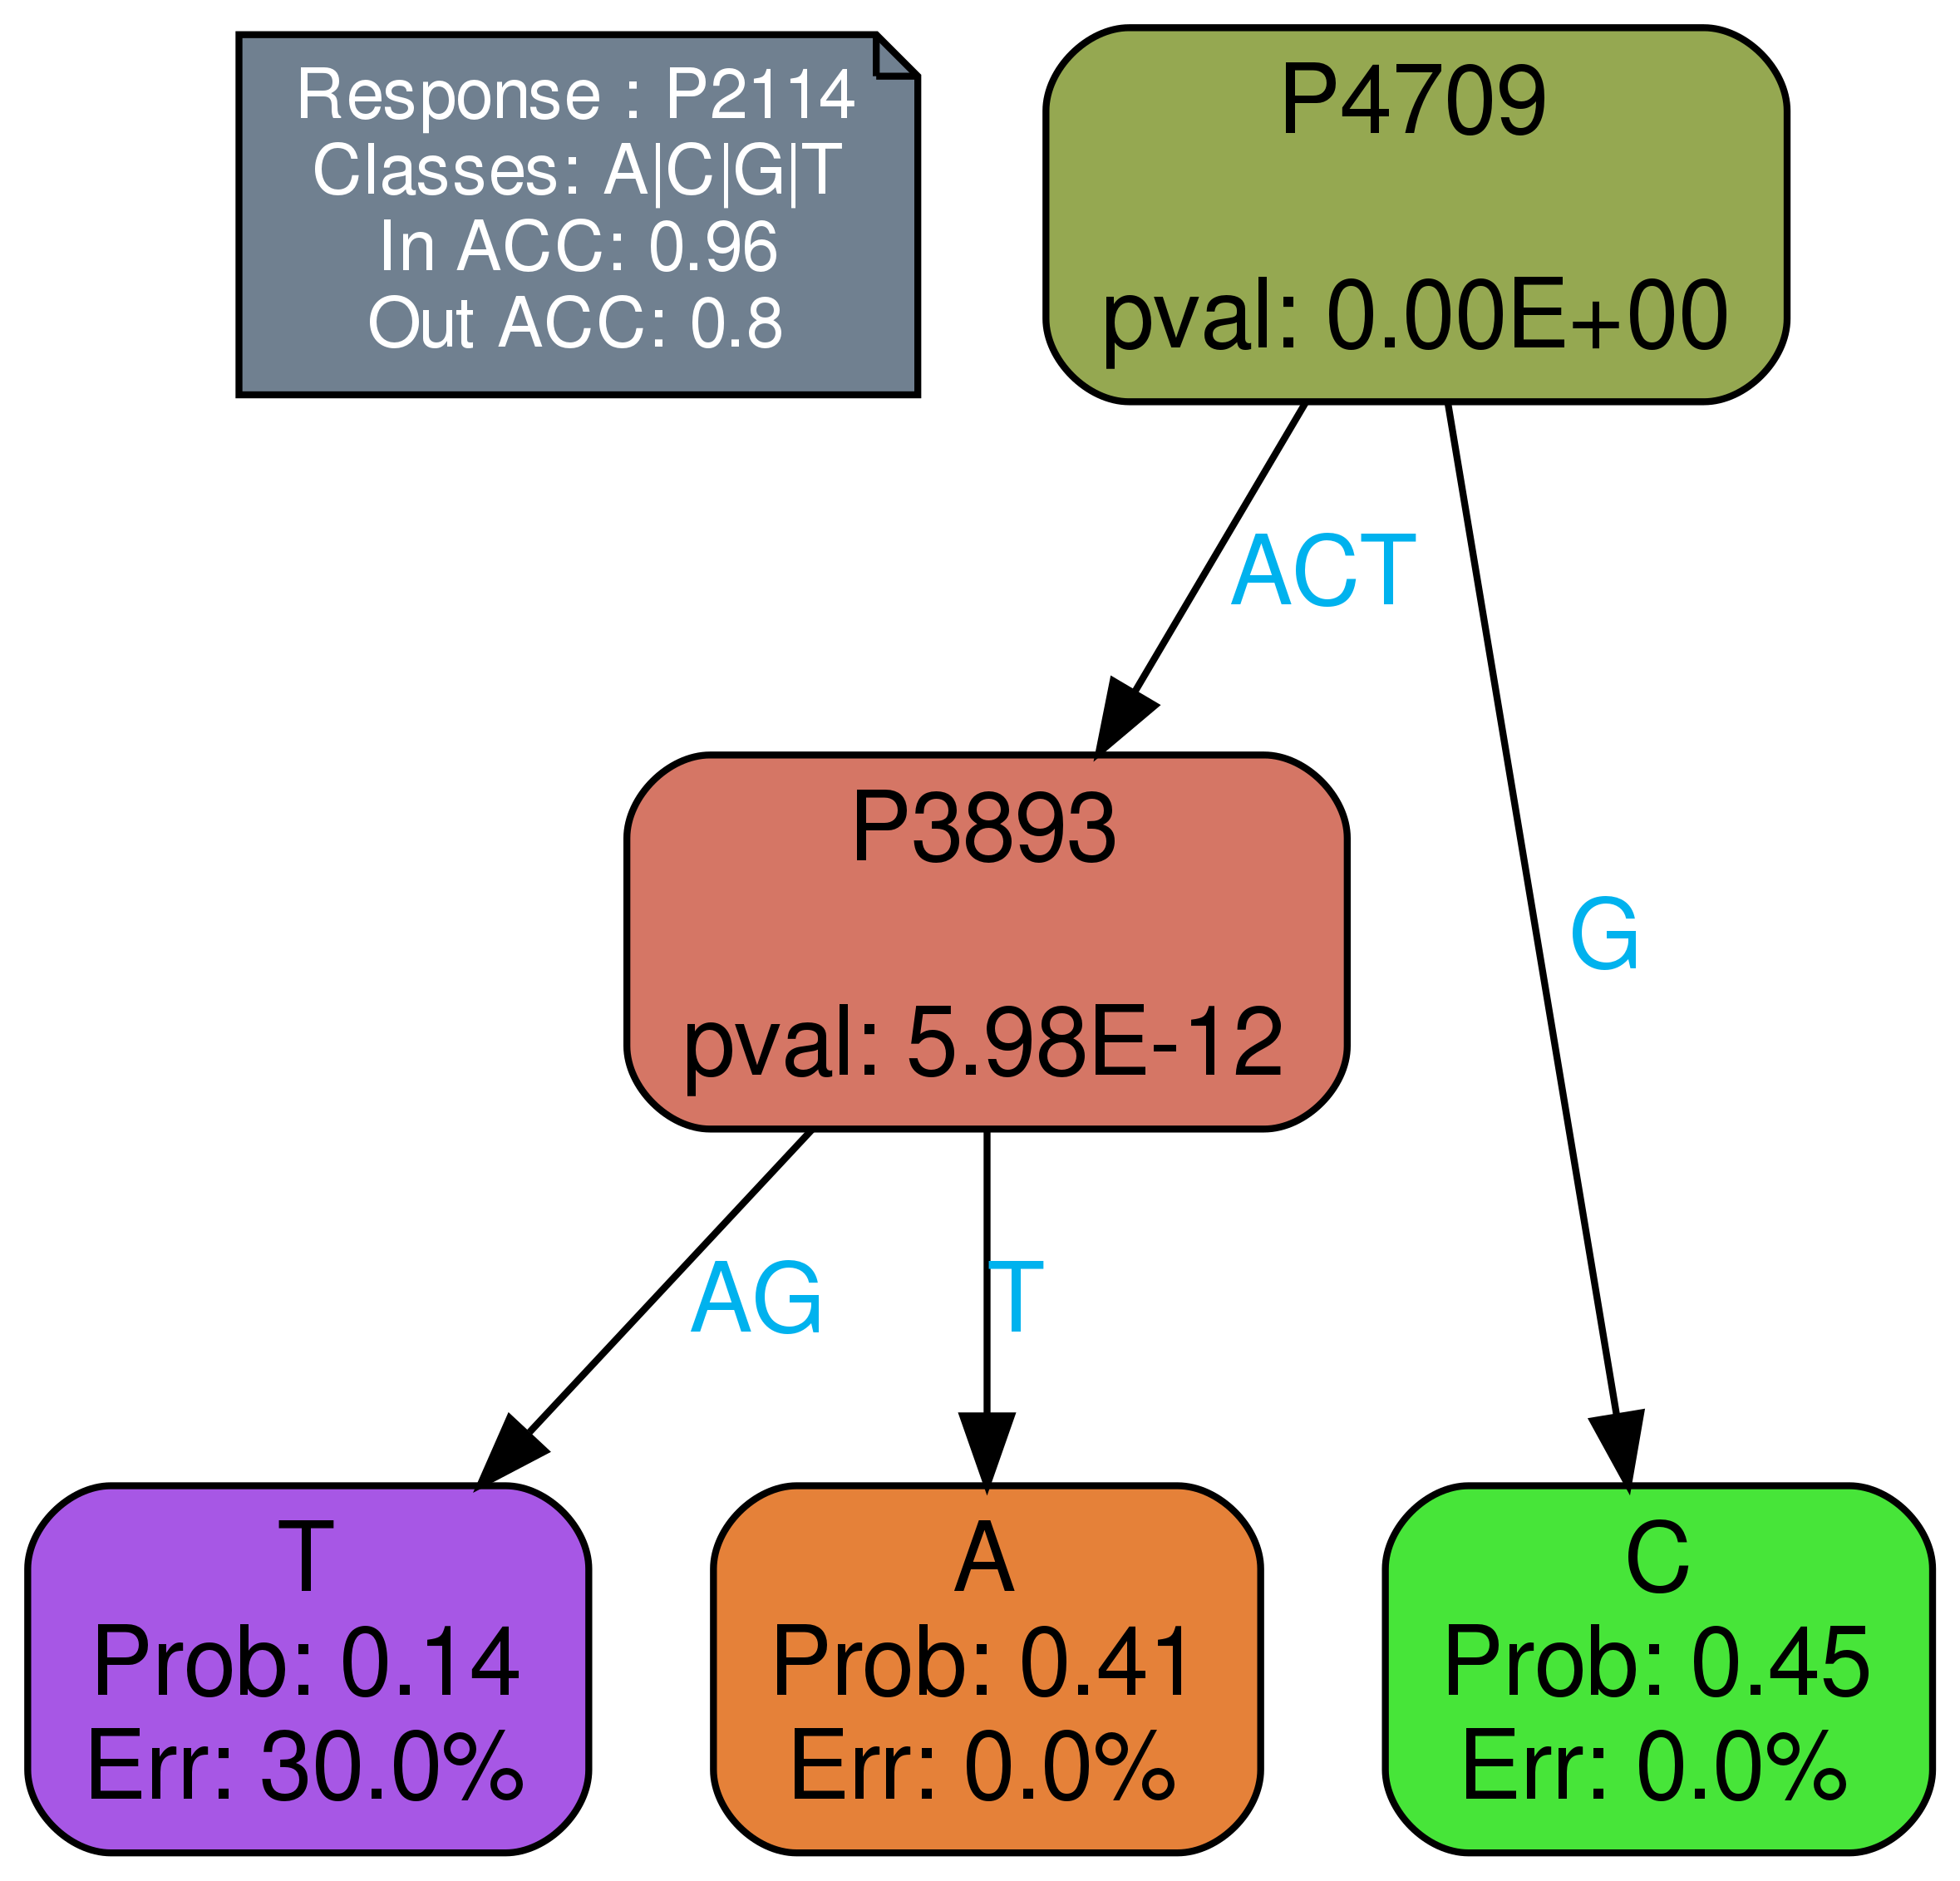 Response : P2114
Classes: A|C|G|T
In ACC: 0.96
Out ACC: 0.8
P4709
pval: 0.00E+00
ACT
P3893
pval: 5.98E-12
G
AG
T
T
Prob: 0.14
Err: 30.0%
A
Prob: 0.41
Err: 0.0%
C
Prob: 0.45
Err: 0.0%